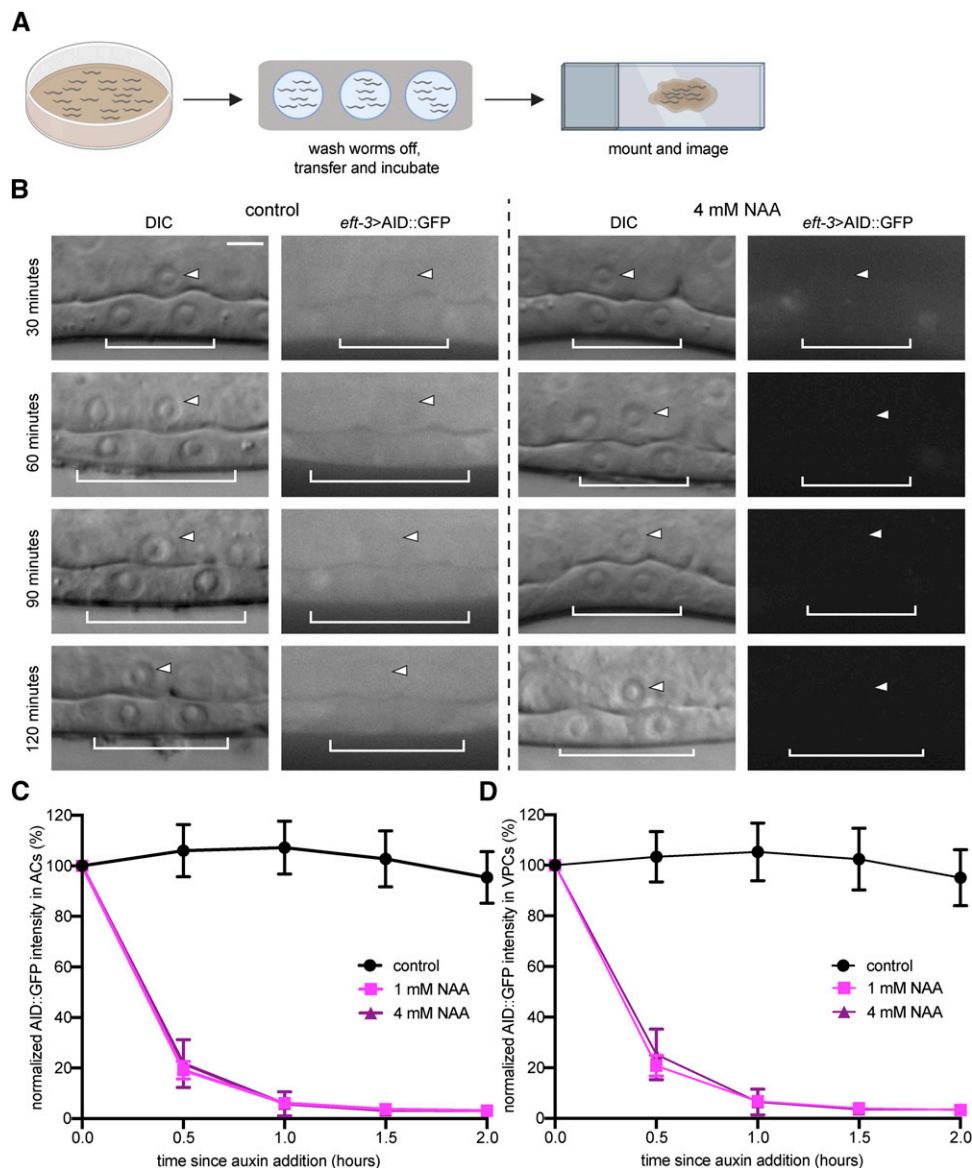 A
wash worms off,
transfer and incubate
mount and image
B
control
4 mM NAA
DIC
eft-3>AID::GFP
DIC
eft-3>AID::GFP
30 minutes
60 minutes
90 minutes
120 minutes
C
normalized AID::GFP intensity in ACs (%)
120
100
80
60
40
20
0
control
1 mM NAA
4 mM NAA
0.0
0.5
1.0
1.5
2.0
time since auxin addition (hours)
D
normalized AID::GFP intensity in VPCs (%)
120
100
80
60
40
20
0
control
1 mM NAA
4 mM NAA
0.0
0.5
1.0
1.5
2.0
time since auxin addition (hours)